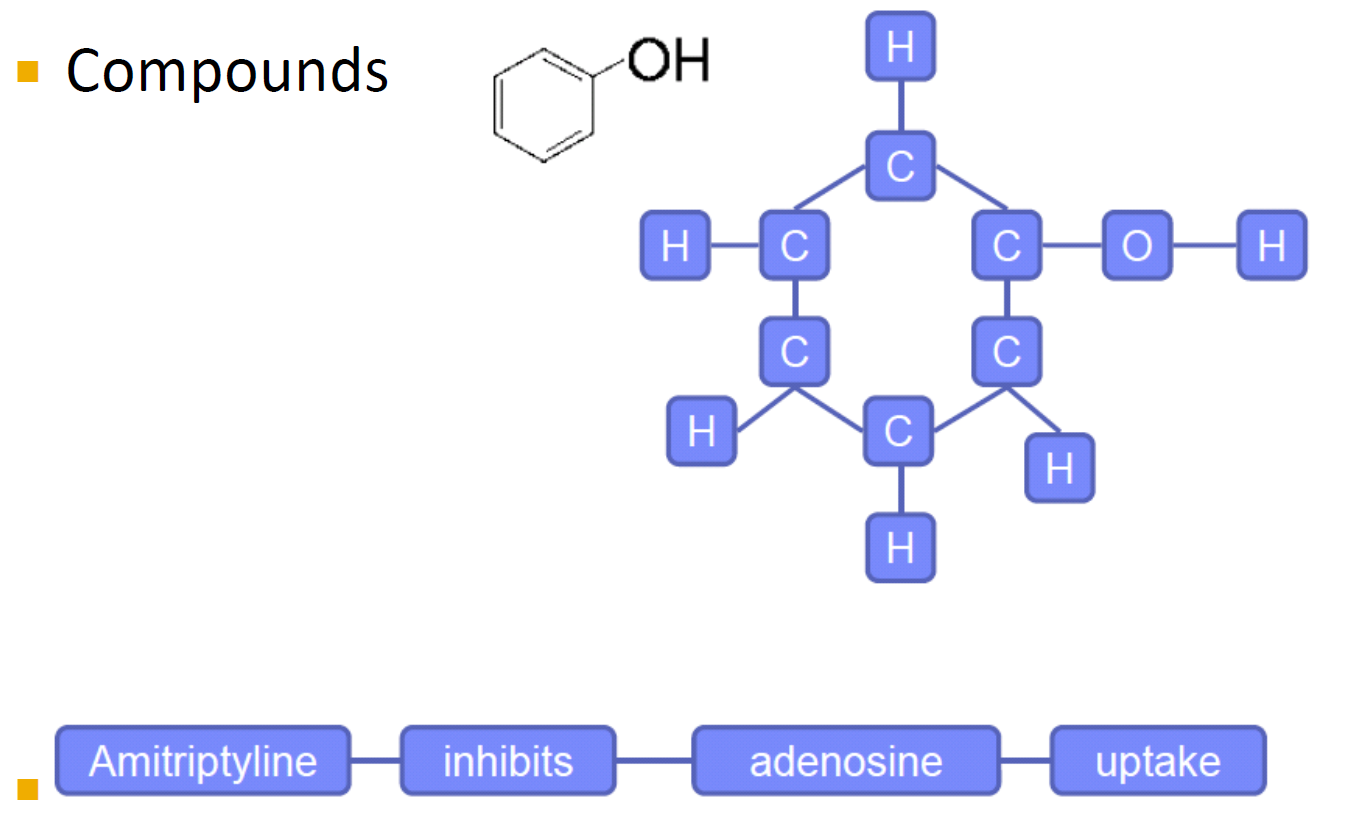 Compounds
OH
H
C
H C C O H
C C
H C
H
H
Amitriptyline inhibits adenosine uptake